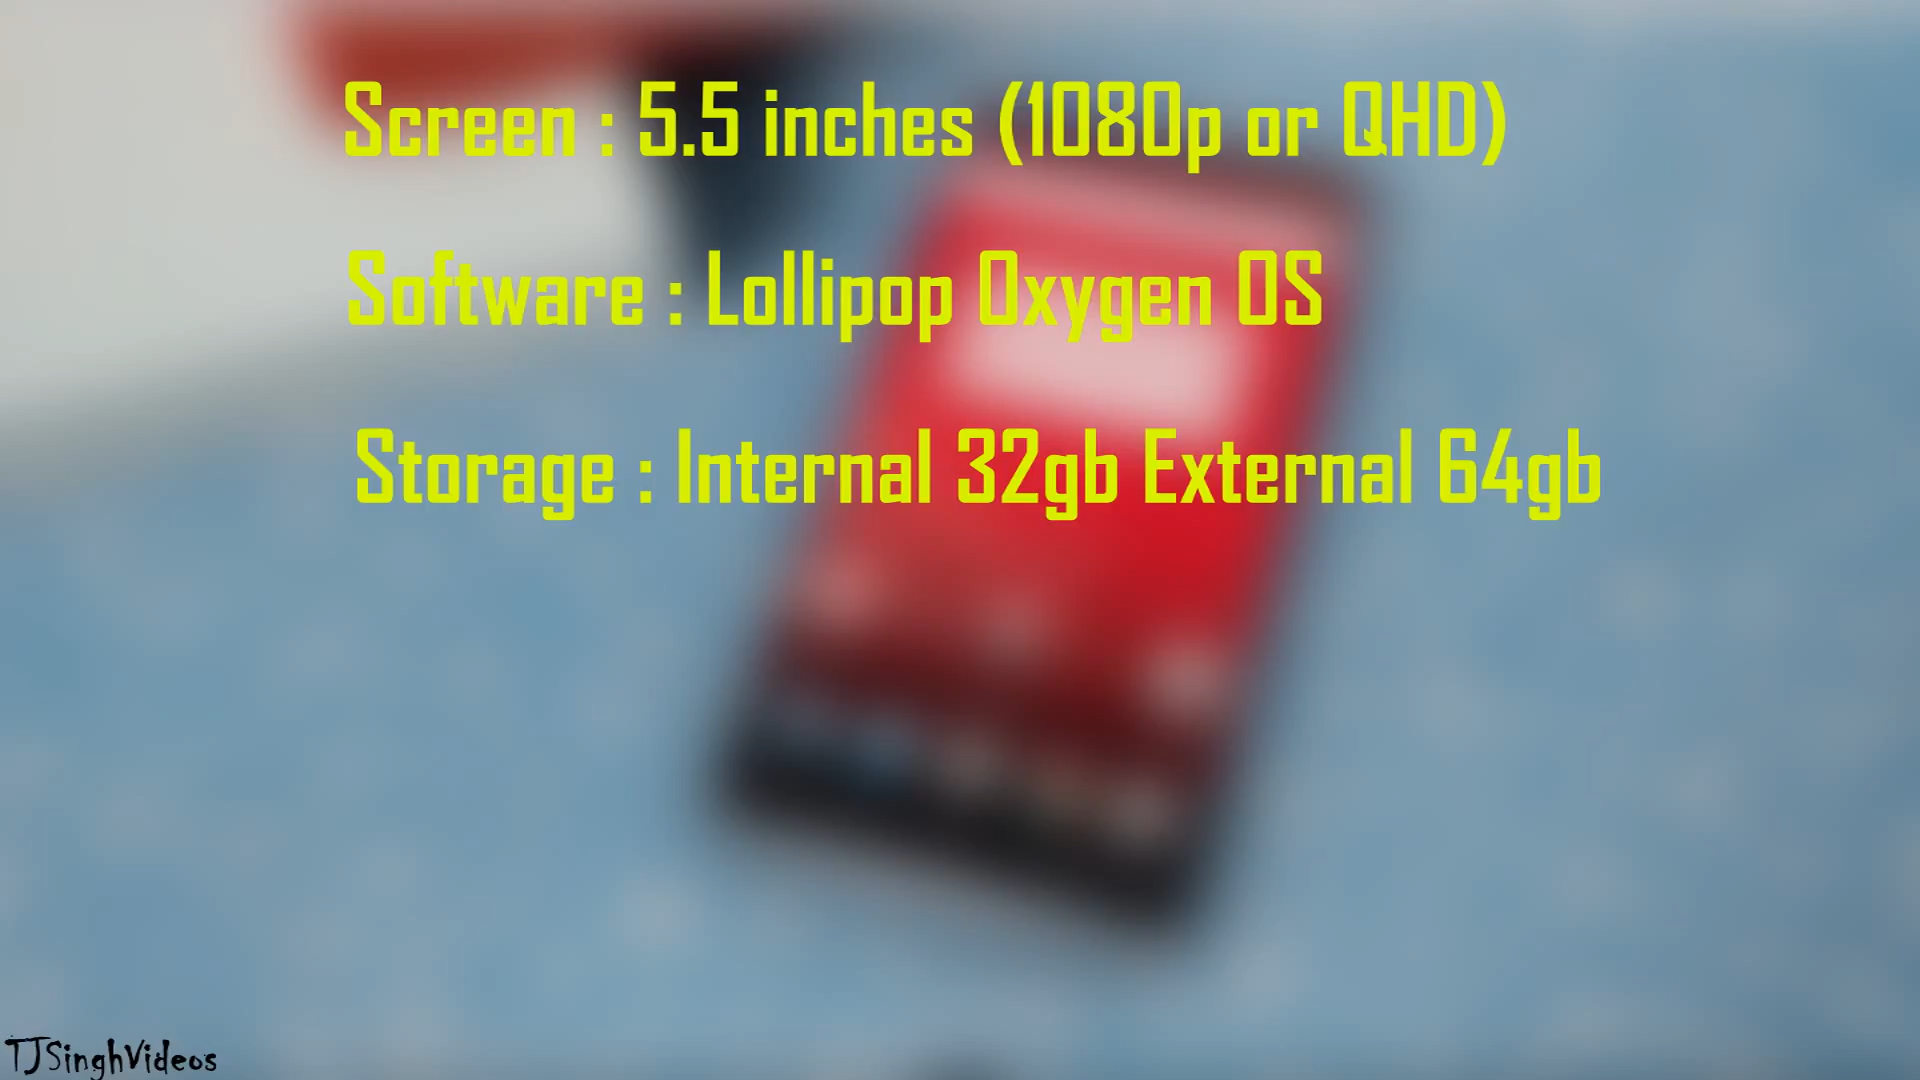 Screen : 5.5 inches (1080p or QHD)
Software : Lollipop Oxygen OS
Storage : Internal 32gb External 64gb
TJSinghVideos